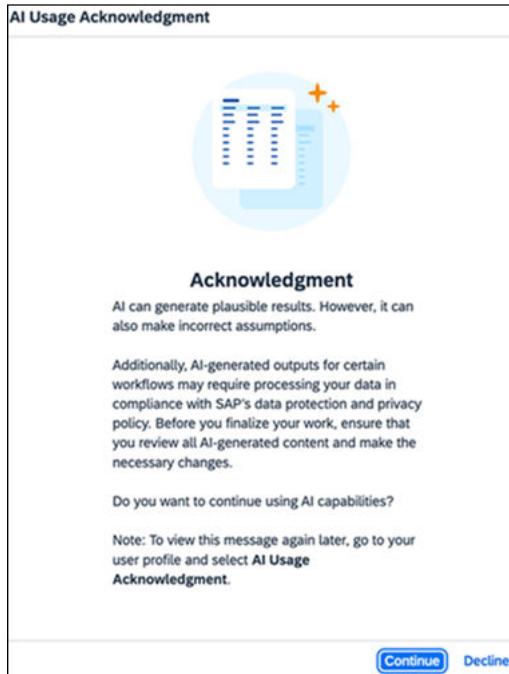 AI Usage Acknowledgment
Acknowledgment
AI can generate plausible results. However, it can
also make incorrect assumptions.
Additionally, AI-generated outputs for certain
workflows may require processing your data in
compliance with SAP's data protection and privacy
policy. Before you finalize your work, ensure that
you review all AI-generated content and make the
necessary changes.
Do you want to continue using AI capabilities?
Note: To view this message again later, go to your
user profile and select AI Usage
Acknowledgment.
Continue Decline